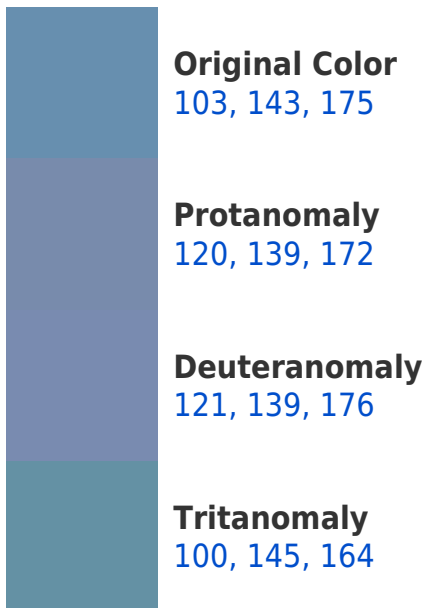 Original Color
103, 143, 175
Protanomaly
120, 139, 172
Deuteranomaly
121, 139, 176
Tritanomaly
100, 145, 164